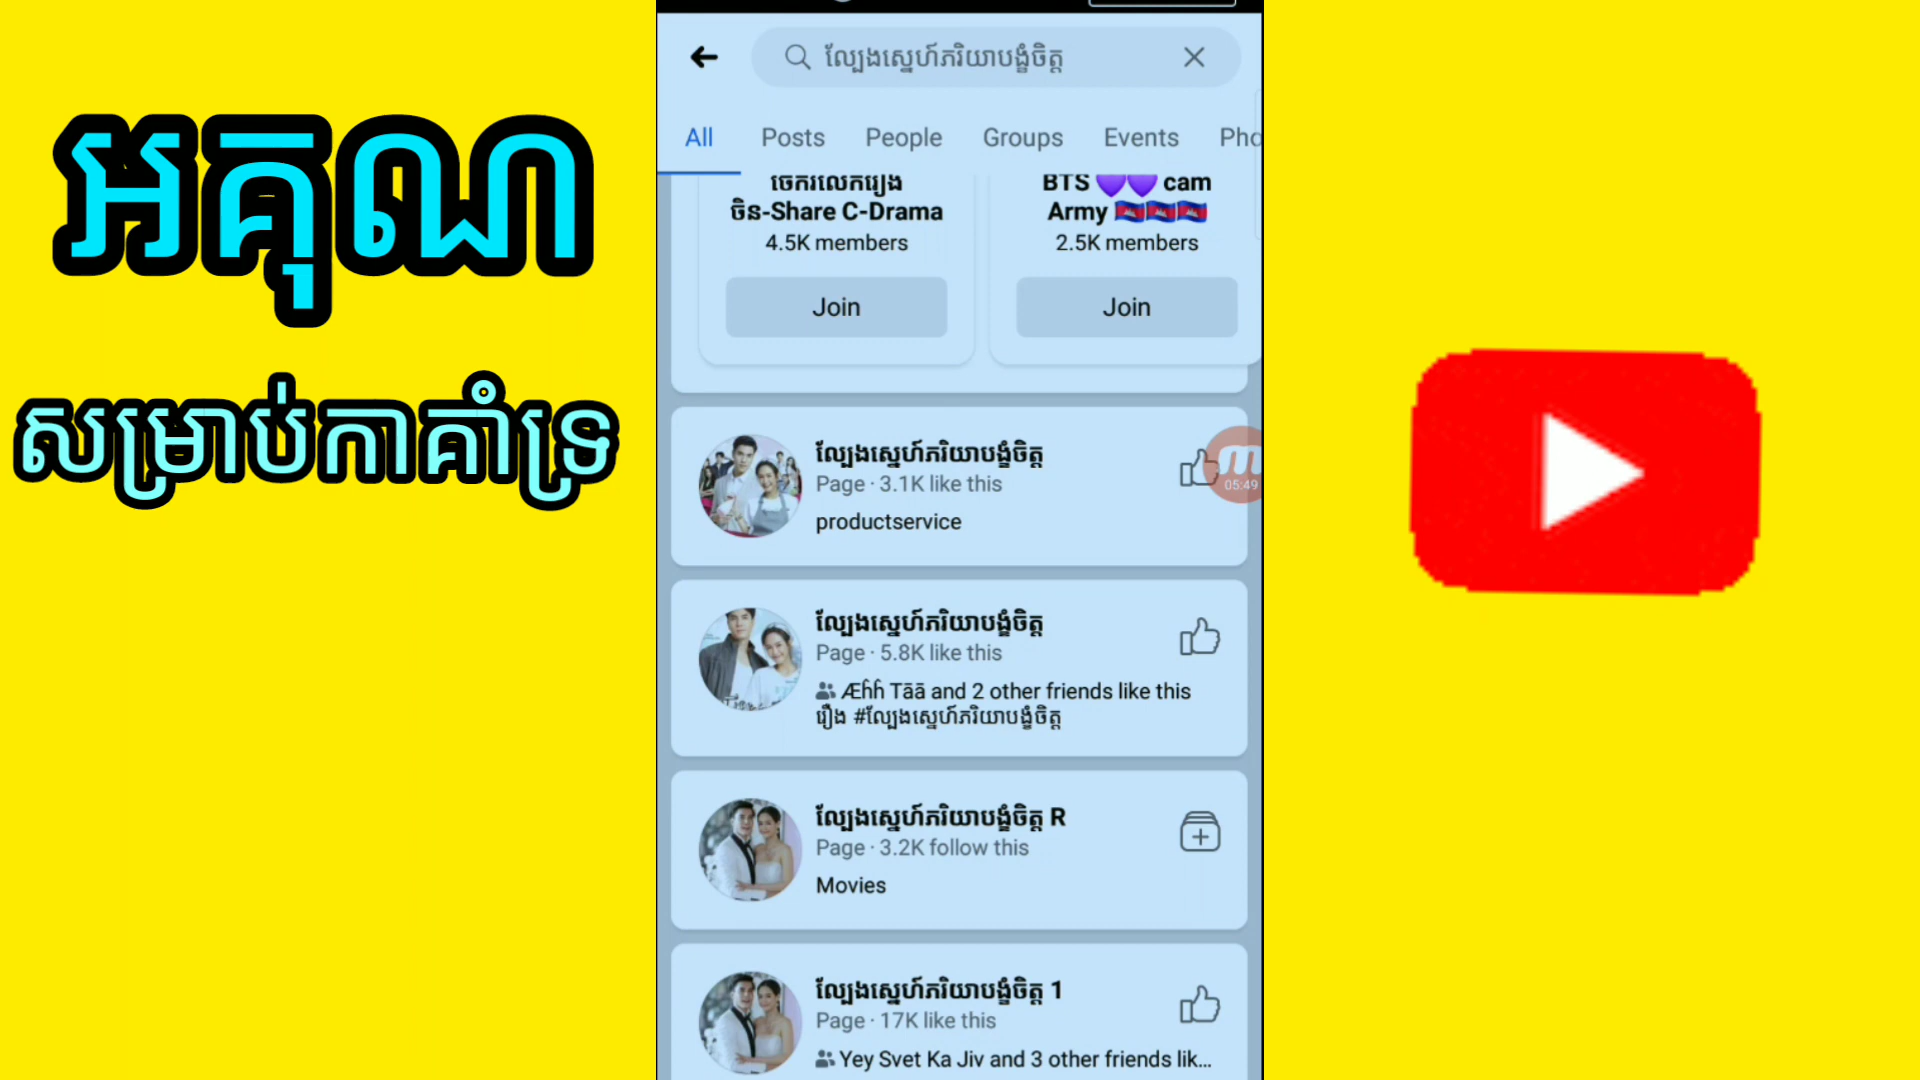 អគុណ
សម្រាប់កាគាំទ្រ
ល្បែងស្នេហ៍ភរិយាបង្ខំចិត្ត
All Posts People Groups Events Pho
ចែករលែករឿង
ចិន-Share C-Drama
4.5K members
Join
BTS 💜💜 cam
Army 🇰🇭🇰🇭🇰🇭
2.5K members
Join
ល្បែងស្នេហ៍ភរិយាបង្ខំចិត្ត
Page · 3.1K like this
productservice
05:49
ល្បែងស្នេហ៍ភរិយាបង្ខំចិត្ត
Page · 5.8K like this
Æĥĥ Tāā and 2 other friends like this
រឿង #ល្បែងស្នេហ៍ភរិយាបង្ខំចិត្ត
ល្បែងស្នេហ៍ភរិយាបង្ខំចិត្ត R
Page · 3.2K follow this
Movies
ល្បែងស្នេហ៍ភរិយាបង្ខំចិត្ត 1
Page · 17K like this
Yey Svet Ka Jiv and 3 other friends lik...